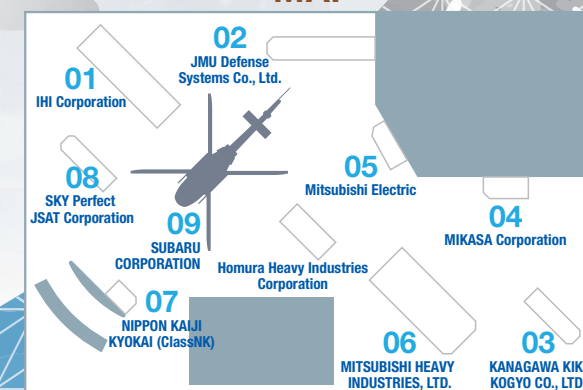 02
JMU Defense
Systems Co., Ltd.
01
IHI Corporation
05
Mitsubishi Electric
08
SKY Perfect
JSAT Corporation
04
MIKASA Corporation
09
SUBARU
CORPORATION
Homura Heavy Industries
Corporation
07
NIPPON KAIJI
KYOKAI (ClassNK)
06
MITSUBISHI HEAVY
INDUSTRIES, LTD.
03
KANAGAWA KIK
KOGYO CO., LTD